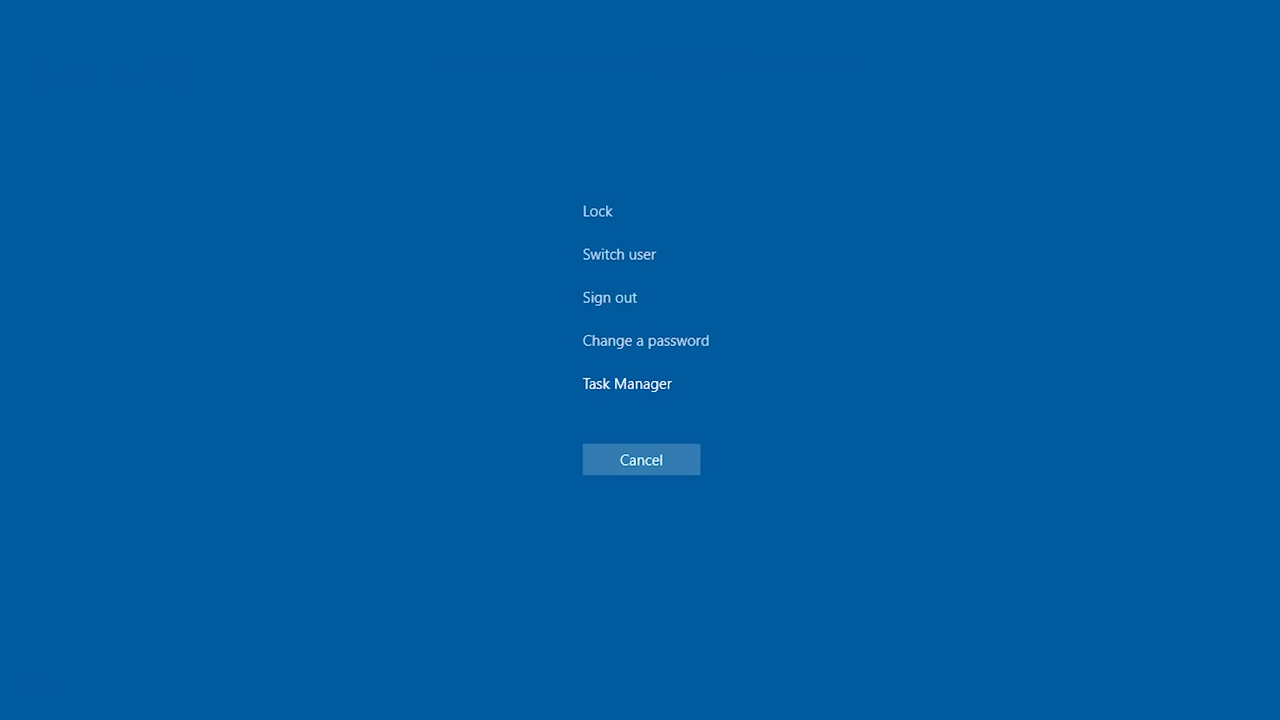 Lock
Switch user
Sign out
Change a password
Task Manager
Cancel